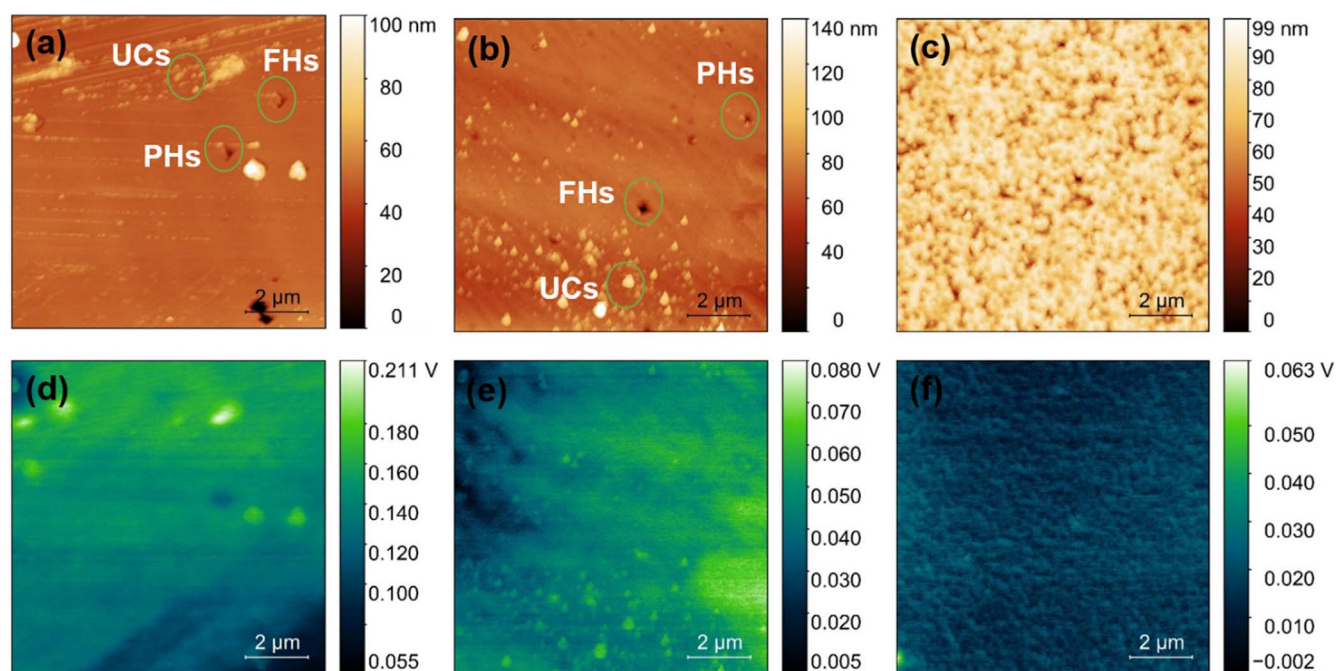 (a)
UCs
FHs
PHs
2 µm
100 nm
80
60
40
20
0
(b)
PHs
FHs
UCs
2 µm
140 nm
120
100
80
60
40
20
0
(c)
2 µm
99 nm
90
80
70
60
50
40
30
20
10
0
(d)
2 µm
0.211 V
0.180
0.160
0.140
0.120
0.100
0.055
(e)
2 µm
0.080 V
0.070
0.060
0.050
0.040
0.030
0.020
0.005
(f)
2 µm
0.063 V
0.050
0.040
0.030
0.020
0.010
−0.002